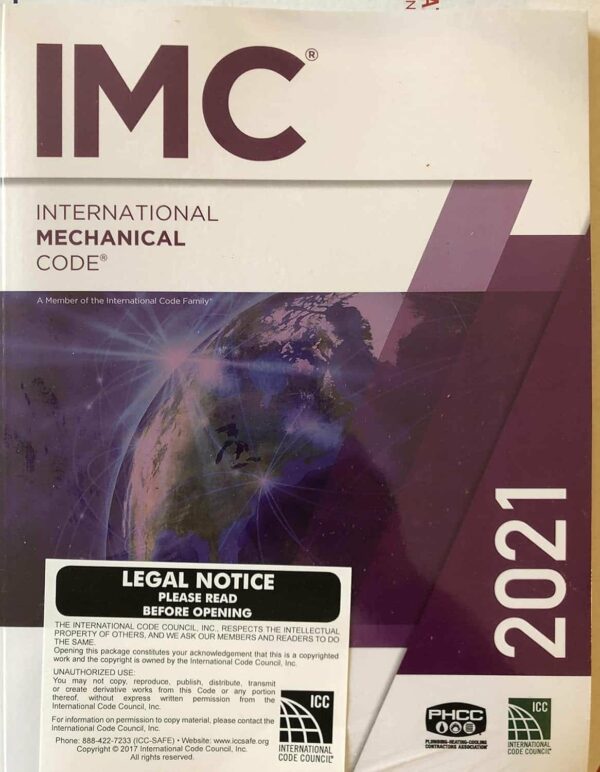 IMC®
INTERNATIONAL
MECHANICAL
CODE®
A Member of the International Code Family®
2021
LEGAL NOTICE
PLEASE READ
BEFORE OPENING
THE INTERNATIONAL CODE COUNCIL, INC., RESPECTS THE INTELLECTUAL
PROPERTY OF OTHERS, AND WE ASK OUR MEMBERS AND READERS TO DO
THE SAME.
Opening this package constitutes your acknowledgement that this is a copyrighted
work and the copyright is owned by the International Code Council, Inc.
UNAUTHORIZED USE:
You may not copy, reproduce, publish, distribute, transmit
or create derivative works from this Code or any portion
thereof, without express written permission from the
International Code Council, Inc.
For information on permission to copy material, please contact the
International Code Council, Inc.
Phone: 888-422-7233 (ICC-SAFE) • Website: www.iccsafe.org
Copyright © 2017 International Code Council, Inc.
All rights reserved.
ICC
INTERNATIONAL
CODE COUNCIL®
PHCC
PLUMBING-HEATING-COOLING
CONTRACTORS ASSOCIATION®
ICC
INTERNATIONAL
CODE COUNCIL®